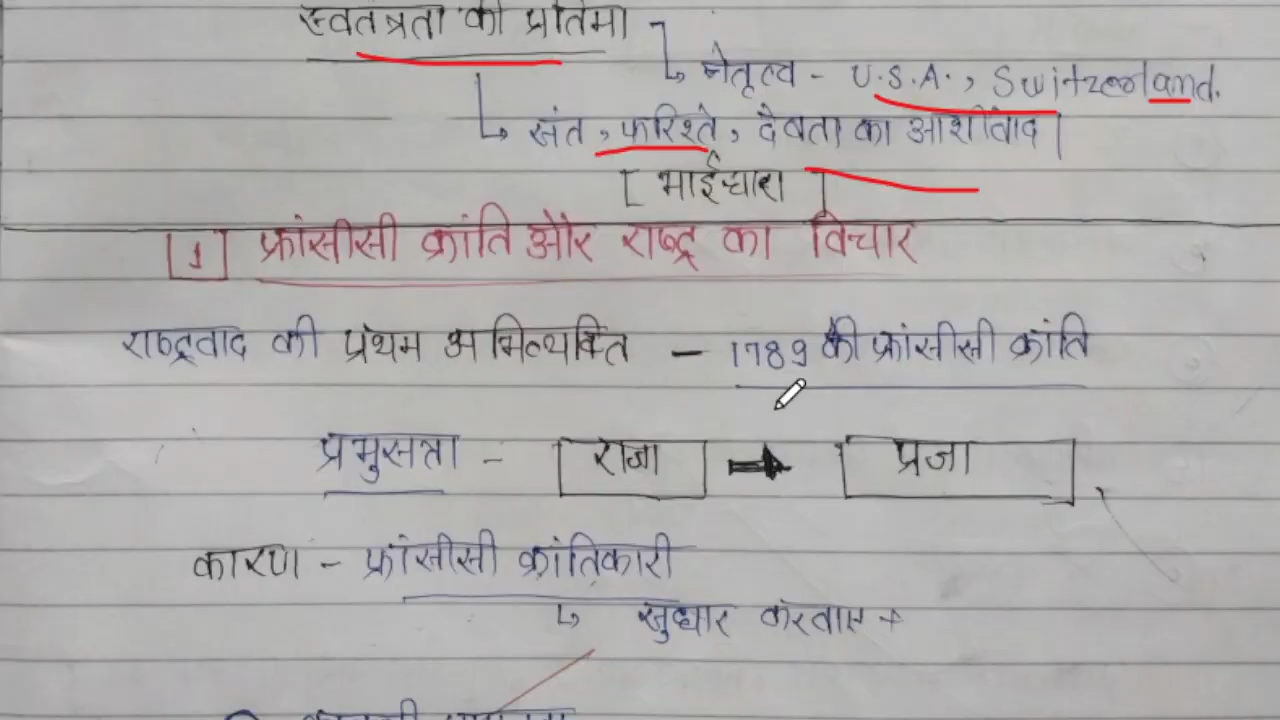 स्वतंत्रता की प्रतिमा
नेतृत्व - U.S.A., Switzerland.
संत, फरिश्ते, देवता का आशीर्वाद
[ भाईचारा ]
[1] फ्रांसीसी क्रांति और राष्ट्र का विचार
राष्ट्रवाद की प्रथम अभिव्यक्ति - 1789 की फ्रांसीसी क्रांति
प्रभुसत्ता - राजा → प्रजा
कारण - फ्रांसीसी क्रांतिकारी
सुधार करवाए +